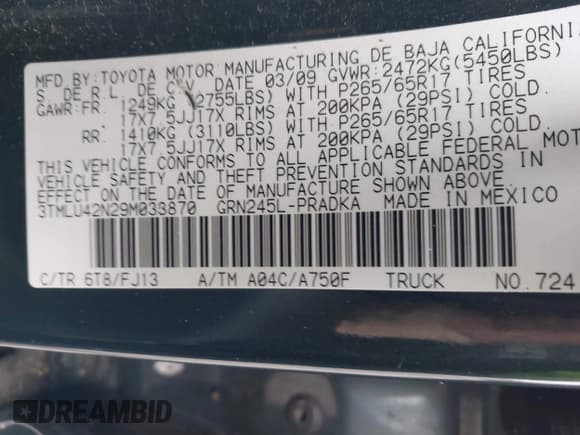 MFD.BY:TOYOTA MOTOR MANUFACTURING DE BAJA CALIFORNIA
S. DE R.L. DE C.V. DATE 03/09 GVWR:2472KG(5450LBS)
GAWR:FR. 1249KG (2755LBS) WITH P265/65R17 TIRES
17X7.5JJ17X RIMS AT 200KPA (29PSI) COLD.
RR. 1410KG (3110LBS) WITH P265/65R17 TIRES
17X7.5JJ17X RIMS AT 200KPA (29PSI) COLD.
THIS VEHICLE CONFORMS TO ALL APPLICABLE FEDERAL MOT
VEHICLE SAFETY AND THEFT PREVENTION STANDARDS IN
THE DATE OF MANUFACTURE SHOWN ABOVE
3TMLU42N29M033870 GRN245L-PRADKA MADE IN MEXICO
C/TR 6T8/FJ13 A/TM A04C/A750F TRUCK NO.724
DREAMBID